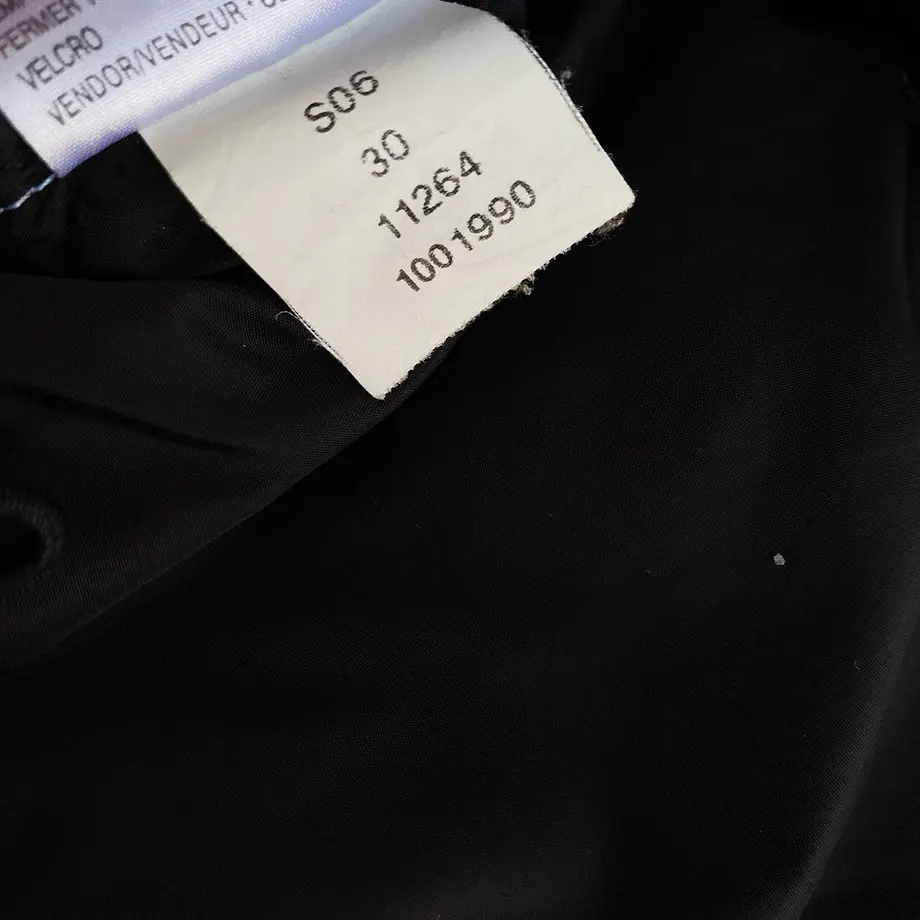 FERMER
VELCRO
VENDOR/VENDEUR
S06
30
11264
1001990